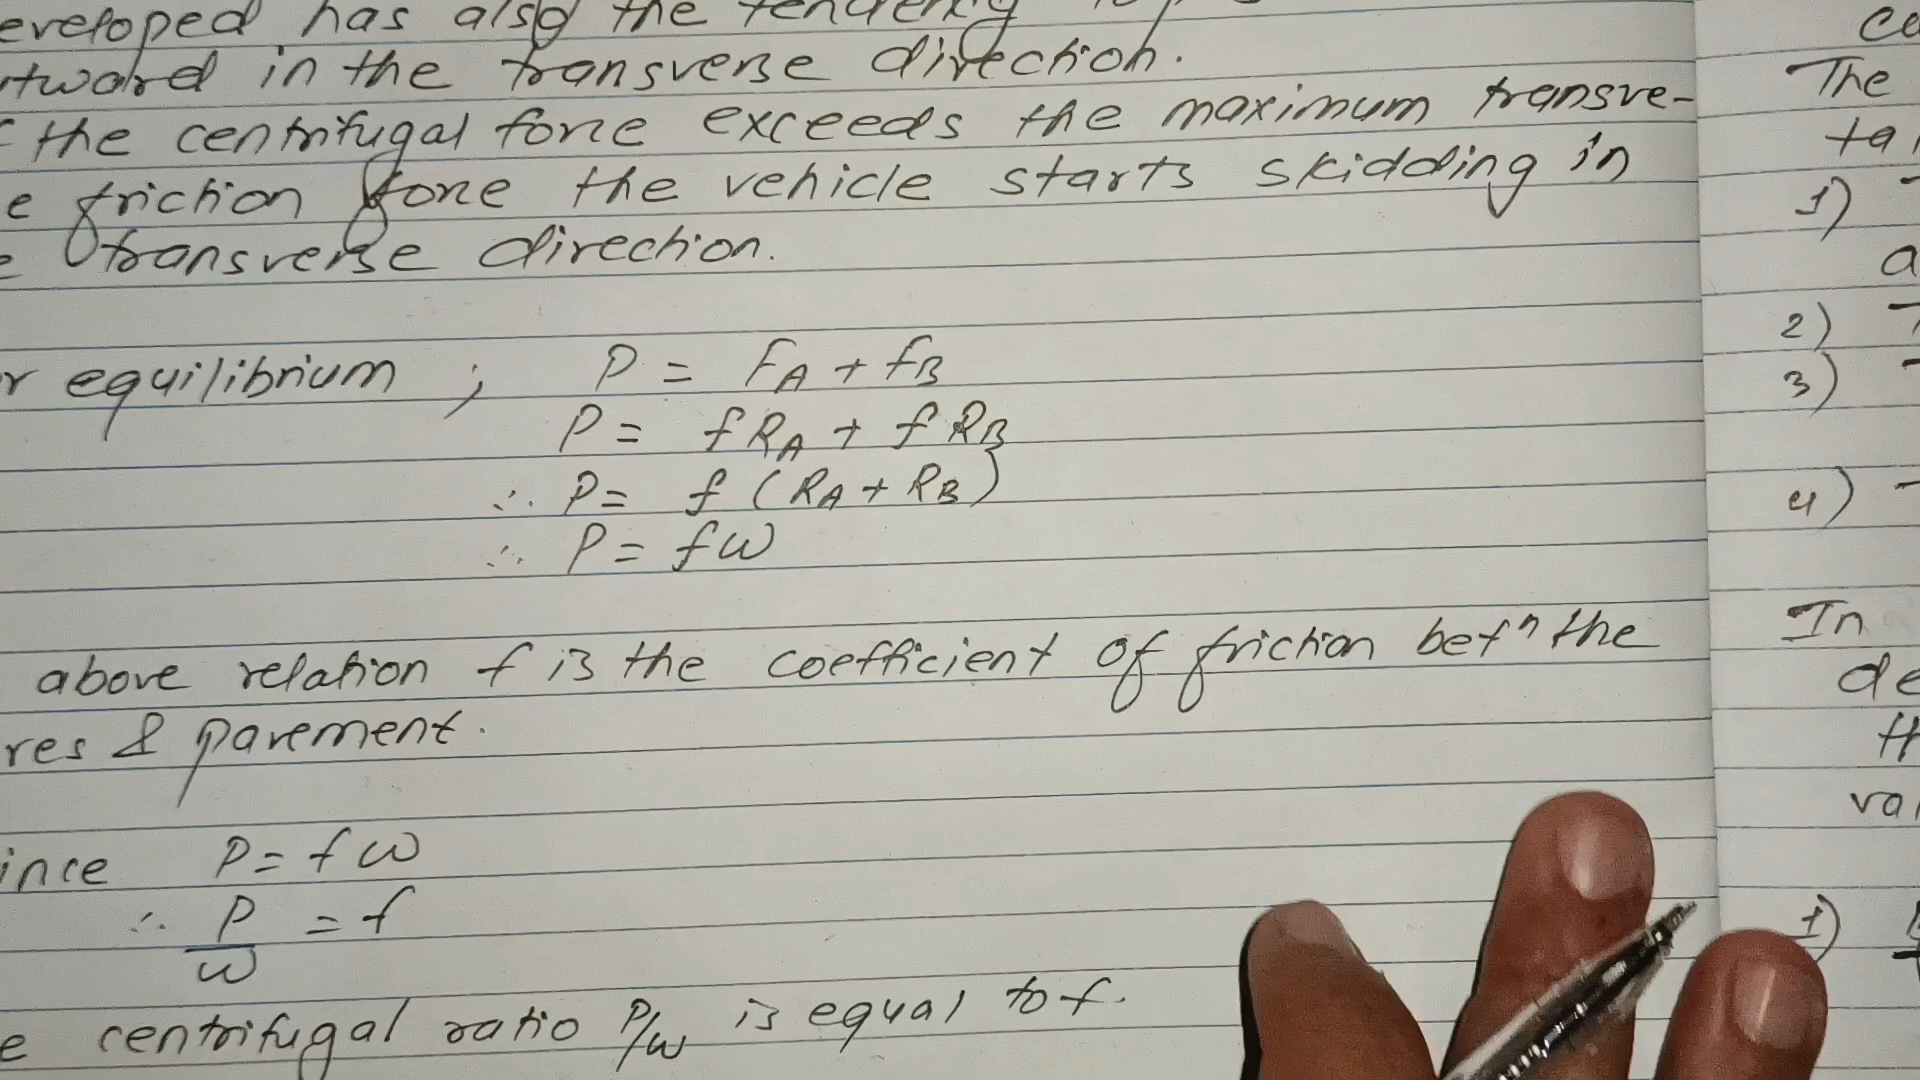 eveloped has also the tendency to
tward in the transverse direction.
the centrifugal force exceeds the maximum transve-
e friction force the vehicle starts skidding in
transverse direction.
r equilibrium ; P = FA + fB
P = fRA + fRB
∴ P = f (RA + RB)
∴ P = fW
above relation f is the coefficient of friction betⁿ the
res & pavement.
ince P = fW
∴ P/W = f
e centrifugal ratio P/W is equal to f.
The
1)
2)
3)
4)
In
de
1)